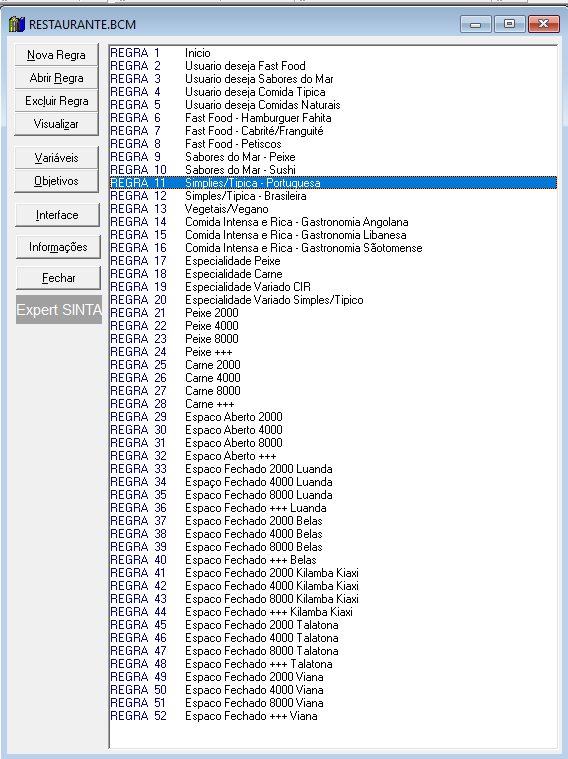 RESTAURANTE.BCM
Nova Regra
Abrir Regra
Excluir Regra
Visualizar
Variáveis
Objetivos
Interface
Informações
Fechar
Expert SINTA
REGRA 1 Inicio
REGRA 2 Usuario deseja Fast Food
REGRA 3 Usuario deseja Sabores do Mar
REGRA 4 Usuario deseja Comida Tipica
REGRA 5 Usuario deseja Comidas Naturais
REGRA 6 Fast Food - Hamburguer Fahita
REGRA 7 Fast Food - Cabrité/Franguité
REGRA 8 Fast Food - Petiscos
REGRA 9 Sabores do Mar - Peixe
REGRA 10 Sabores do Mar - Sushi
REGRA 11 Simplies/Tipica - Portuguesa
REGRA 12 Simples/Tipica - Brasileira
REGRA 13 Vegetais/Vegano
REGRA 14 Comida Intensa e Rica - Gastronomia Angolana
REGRA 15 Comida Intensa e Rica - Gastronomia Libanesa
REGRA 16 Comida Intensa e Rica - Gastronomia Sãotomense
REGRA 17 Especialidade Peixe
REGRA 18 Especialidade Carne
REGRA 19 Especialidade Variado CIR
REGRA 20 Especialidade Variado Simples/Tipico
REGRA 21 Peixe 2000
REGRA 22 Peixe 4000
REGRA 23 Peixe 8000
REGRA 24 Peixe +++
REGRA 25 Carne 2000
REGRA 26 Carne 4000
REGRA 27 Carne 8000
REGRA 28 Carne +++
REGRA 29 Espaco Aberto 2000
REGRA 30 Espaco Aberto 4000
REGRA 31 Espaco Aberto 8000
REGRA 32 Espaco Aberto +++
REGRA 33 Espaco Fechado 2000 Luanda
REGRA 34 Espaço Fechado 4000 Luanda
REGRA 35 Espaco Fechado 8000 Luanda
REGRA 36 Espaco Fechado +++ Luanda
REGRA 37 Espaco Fechado 2000 Belas
REGRA 38 Espaco Fechado 4000 Belas
REGRA 39 Espaco Fechado 8000 Belas
REGRA 40 Espaco Fechado +++ Belas
REGRA 41 Espaco Fechado 2000 Kilamba Kiaxi
REGRA 42 Espaco Fechado 4000 Kilamba Kiaxi
REGRA 43 Espaco Fechado 8000 Kilamba Kiaxi
REGRA 44 Espaco Fechado +++ Kilamba Kiaxi
REGRA 45 Espaco Fechado 2000 Talatona
REGRA 46 Espaco Fechado 4000 Talatona
REGRA 47 Espaco Fechado 8000 Talatona
REGRA 48 Espaco Fechado +++ Talatona
REGRA 49 Espaco Fechado 2000 Viana
REGRA 50 Espaco Fechado 4000 Viana
REGRA 51 Espaco Fechado 8000 Viana
REGRA 52 Espaco Fechado +++ Viana